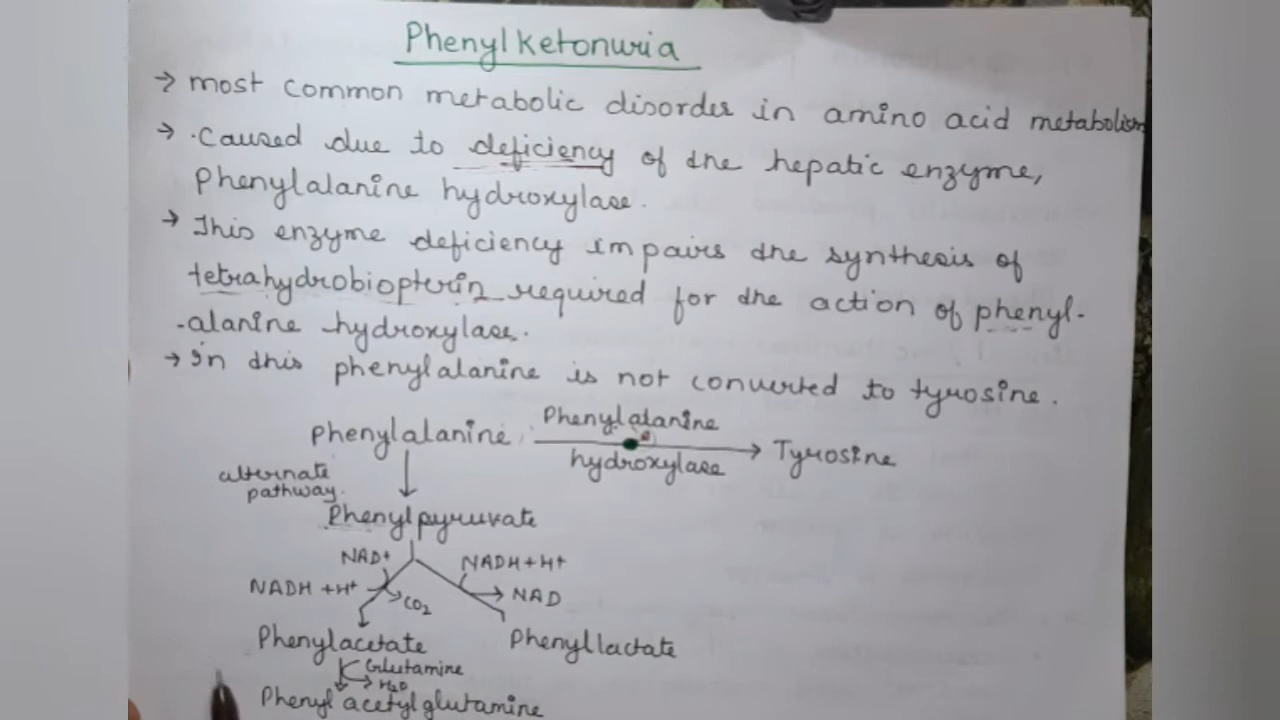 Phenylketonuria
→ most common metabolic disorder in amino acid metabolism
→ Caused due to deficiency of the hepatic enzyme,
Phenylalanine hydroxylase.
→ This enzyme deficiency impairs the synthesis of
tetrahydrobiopterin required for the action of phenyl-
-alanine hydroxylase.
→ In this phenylalanine is not converted to tyrosine.
Phenylalanine
Phenylalanine
hydroxylase
Tyrosine
alternate
pathway.
Phenylpyruvate
NAD+
NADH+H+
NADH +H+
CO2
NAD
Phenylacetate
Phenyllactate
Glutamine
H2O
Phenyl acetyl glutamine